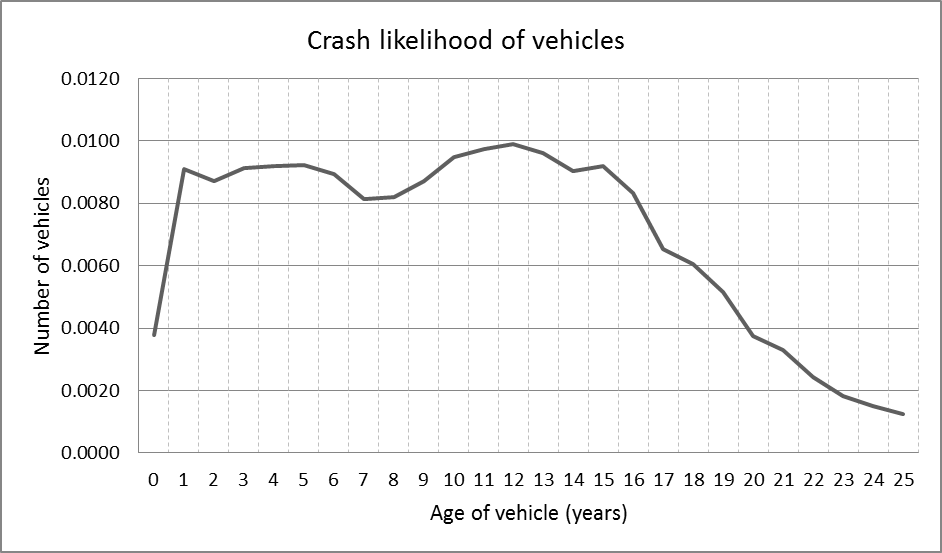 Crash likelihood of vehicles
0.0120
0.0100
0.0080
0.0060
0.0040
0.0020
0.0000
Number of vehicles
0 1 2 3 4 5 6 7 8 9 10 11 12 13 14 15 16 17 18 19 20 21 22 23 24 25
Age of vehicle (years)